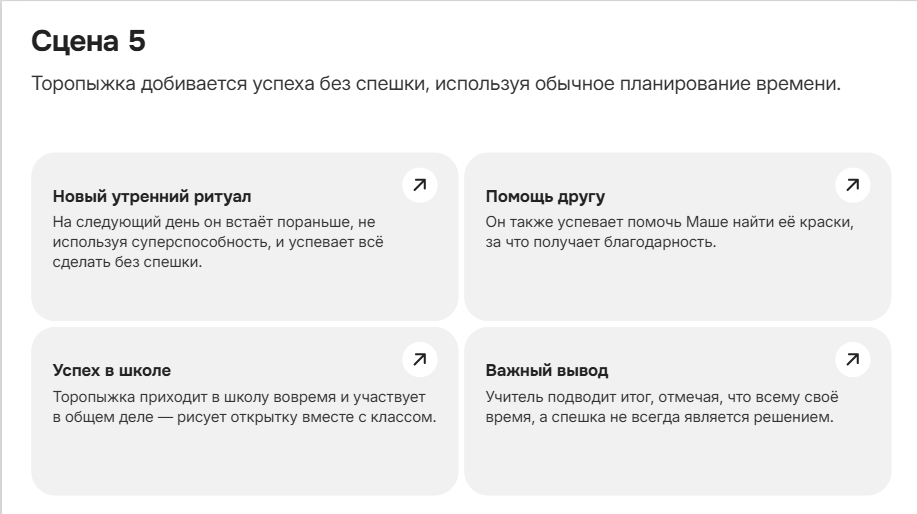 Сцена 5
Торопыжка добивается успеха без спешки, используя обычное планирование времени.
Новый утренний ритуал
На следующий день он встаёт пораньше, не
используя суперспособность, и успевает всё
сделать без спешки.
Помощь другу
Он также успевает помочь Маше найти её краски,
за что получает благодарность.
Успех в школе
Торопыжка приходит в школу вовремя и участвует
в общем деле — рисует открытку вместе с классом.
Важный вывод
Учитель подводит итог, отмечая, что всему своё
время, а спешка не всегда является решением.